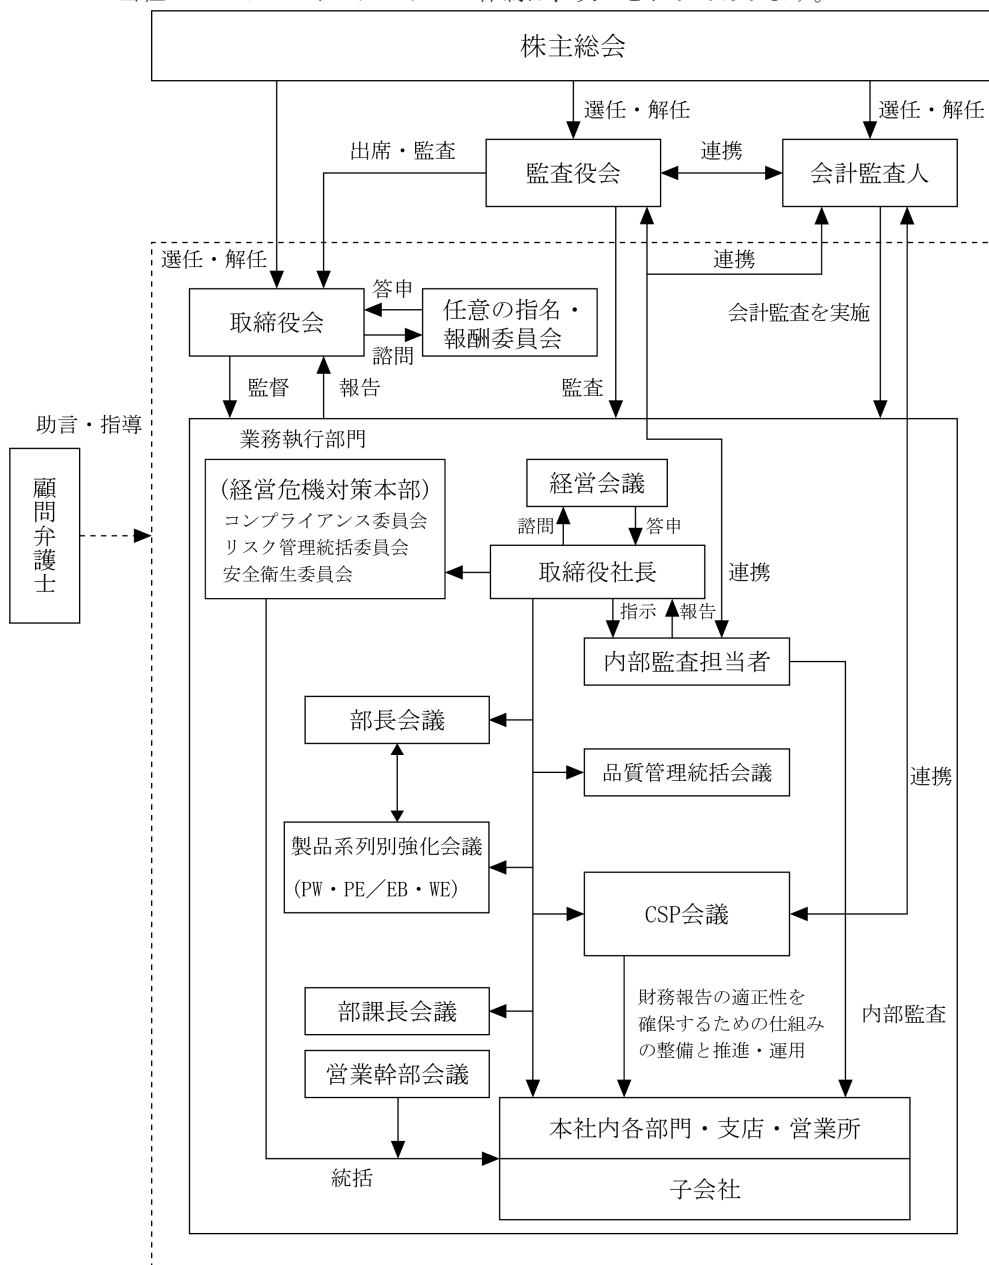 株主総会
選任・解任
選任・解任
出席・監査
監査役会
連携
会計監査人
選任・解任
連携
答申
取締役会
任意の指名・
報酬委員会
諮問
会計監査を実施
監督
報告
監査
助言・指導
顧問弁護士
業務執行部門
(経営危機対策本部)
コンプライアンス委員会
リスク管理統括委員会
安全衛生委員会
経営会議
諮問
答申
取締役社長
連携
指示
報告
内部監査担当者
部長会議
品質管理統括会議
連携
製品系列別強化会議
(PW・PE/EB・WE)
CSP会議
部課長会議
財務報告の適正性を
確保するための仕組み
の整備と推進・運用
内部監査
営業幹部会議
本社内各部門・支店・営業所
統括
子会社